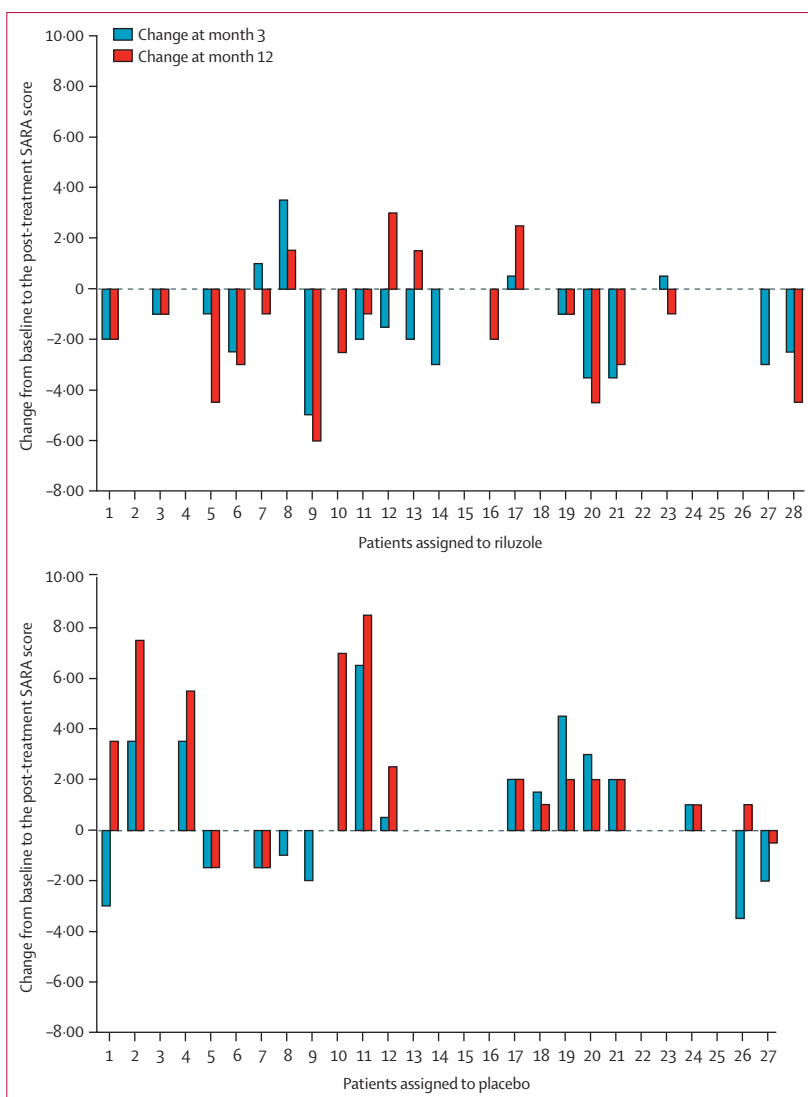 Change at month 3
Change at month 12
Change from baseline to the post-treatment SARA score
10·00
8·00
6·00
4·00
2·00
0
–2·00
–4·00
–6·00
–8·00
1 2 3 4 5 6 7 8 9 10 11 12 13 14 15 16 17 18 19 20 21 22 23 24 25 26 27 28
Patients assigned to riluzole
Change from baseline to the post-treatment SARA score
10·00
8·00
6·00
4·00
2·00
0
–2·00
–4·00
–6·00
–8·00
1 2 3 4 5 6 7 8 9 10 11 12 13 14 15 16 17 18 19 20 21 22 23 24 25 26 27
Patients assigned to placebo